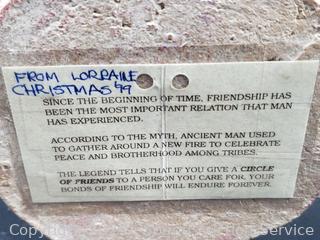 FROM LORRAINE
CHRISTMAS '99
SINCE THE BEGINNING OF TIME, FRIENDSHIP HAS
BEEN THE MOST IMPORTANT RELATION THAT MAN
HAS EXPERIENCED.
ACCORDING TO THE MYTH, ANCIENT MAN USED
TO GATHER AROUND A NEW FIRE TO CELEBRATE
PEACE AND BROTHERHOOD AMONG TRIBES.
THE LEGEND TELLS THAT IF YOU GIVE A CIRCLE
OF FRIENDS TO A PERSON YOU CARE FOR, YOUR
BONDS OF FRIENDSHIP WILL ENDURE FOREVER.
© Currents